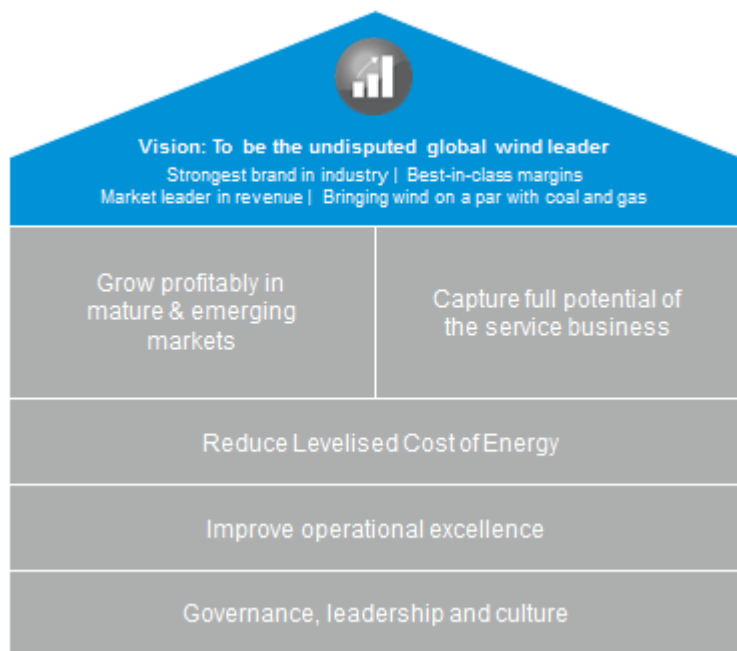 Vision: To be the undisputed global wind leader
Strongest brand in industry | Best-in-class margins
Market leader in revenue | Bringing wind on a par with coal and gas
Grow profitably in
mature & emerging
markets
Capture full potential of
the service business
Reduce Levelised Cost of Energy
Improve operational excellence
Governance, leadership and culture